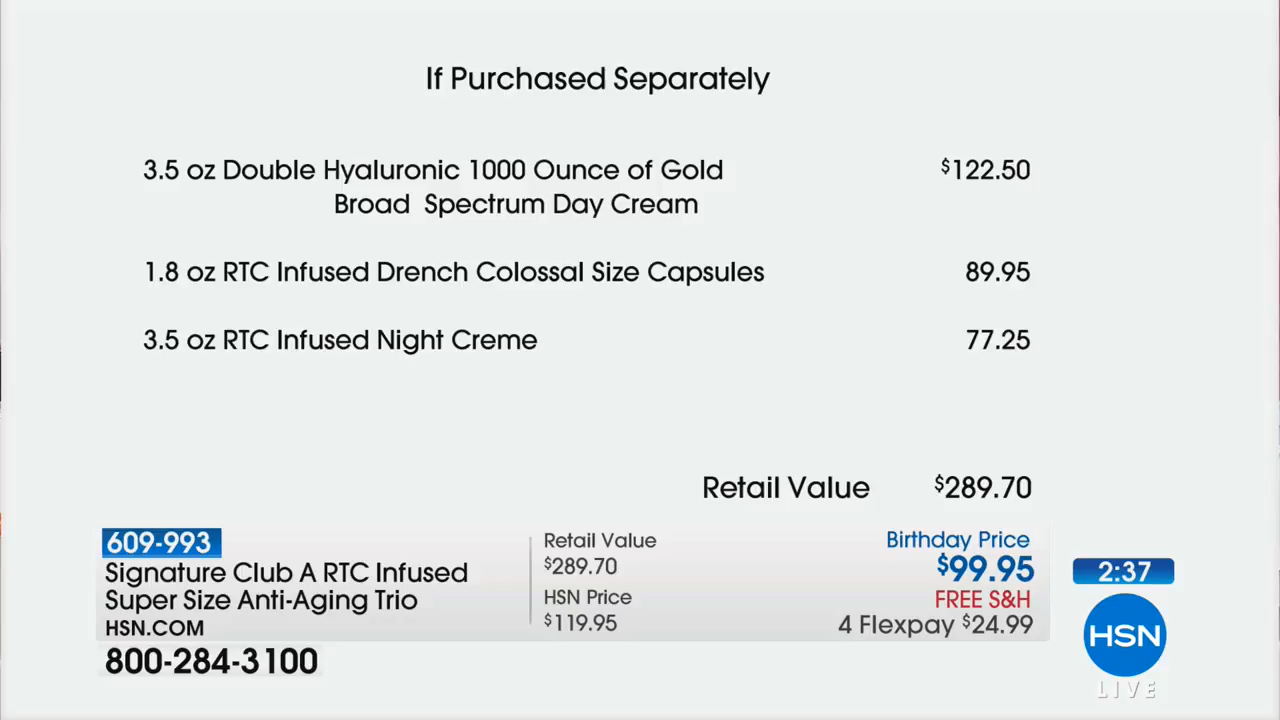 If Purchased Separately
3.5 oz Double Hyaluronic 1000 Ounce of Gold $122.50
Broad Spectrum Day Cream
1.8 oz RTC Infused Drench Colossal Size Capsules 89.95
3.5 oz RTC Infused Night Creme 77.25
Retail Value $289.70
609-993
Signature Club A RTC Infused
Super Size Anti-Aging Trio
HSN.COM
800-284-3100
Retail Value
$289.70
HSN Price
$119.95
Birthday Price
$99.95
FREE S&H
4 Flexpay $24.99
2:37
HSN
LIVE